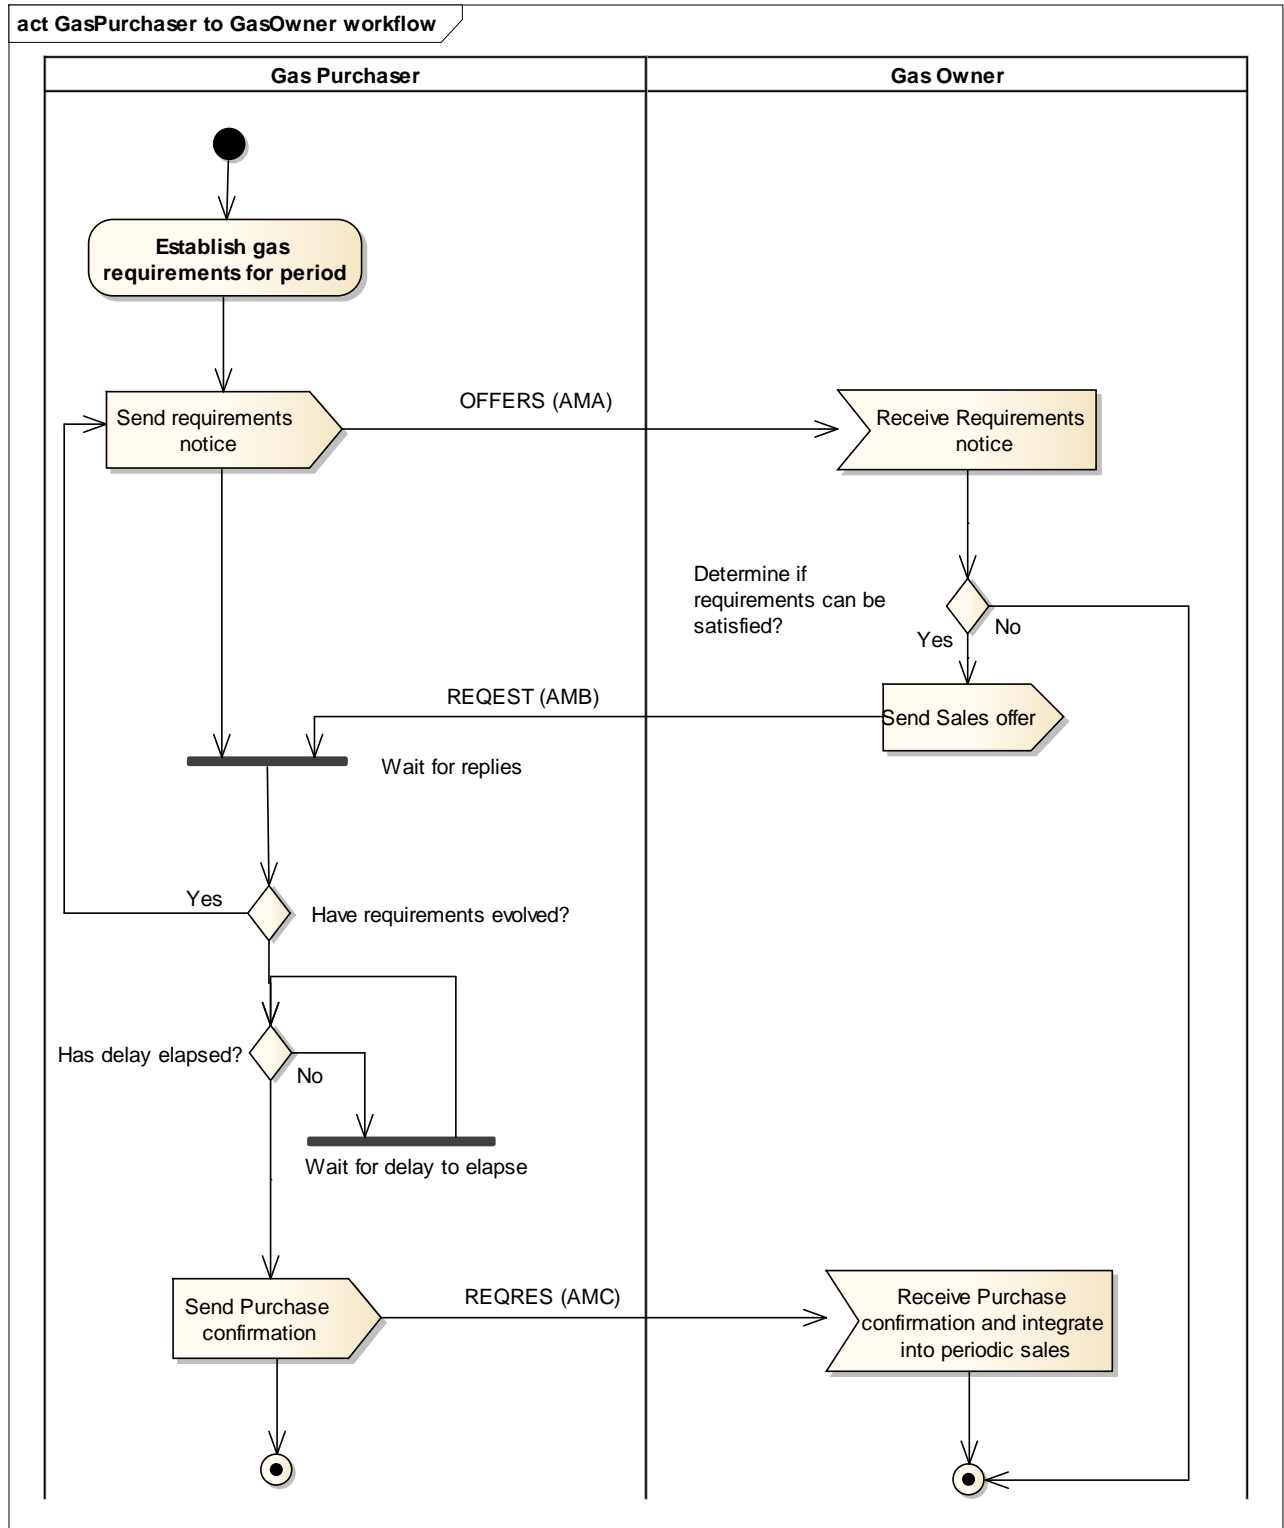 act GasPurchaser to GasOwner workflow
Gas Purchaser
Gas Owner
Establish gas
requirements for period
Send requirements
notice
OFFERS (AMA)
Receive Requirements
notice
Determine if
requirements can be
satisfied?
Yes
No
REQEST (AMB)
Send Sales offer
Wait for replies
Yes
Have requirements evolved?
Has delay elapsed?
No
Wait for delay to elapse
Send Purchase
confirmation
REQRES (AMC)
Receive Purchase
confirmation and integrate
into periodic sales